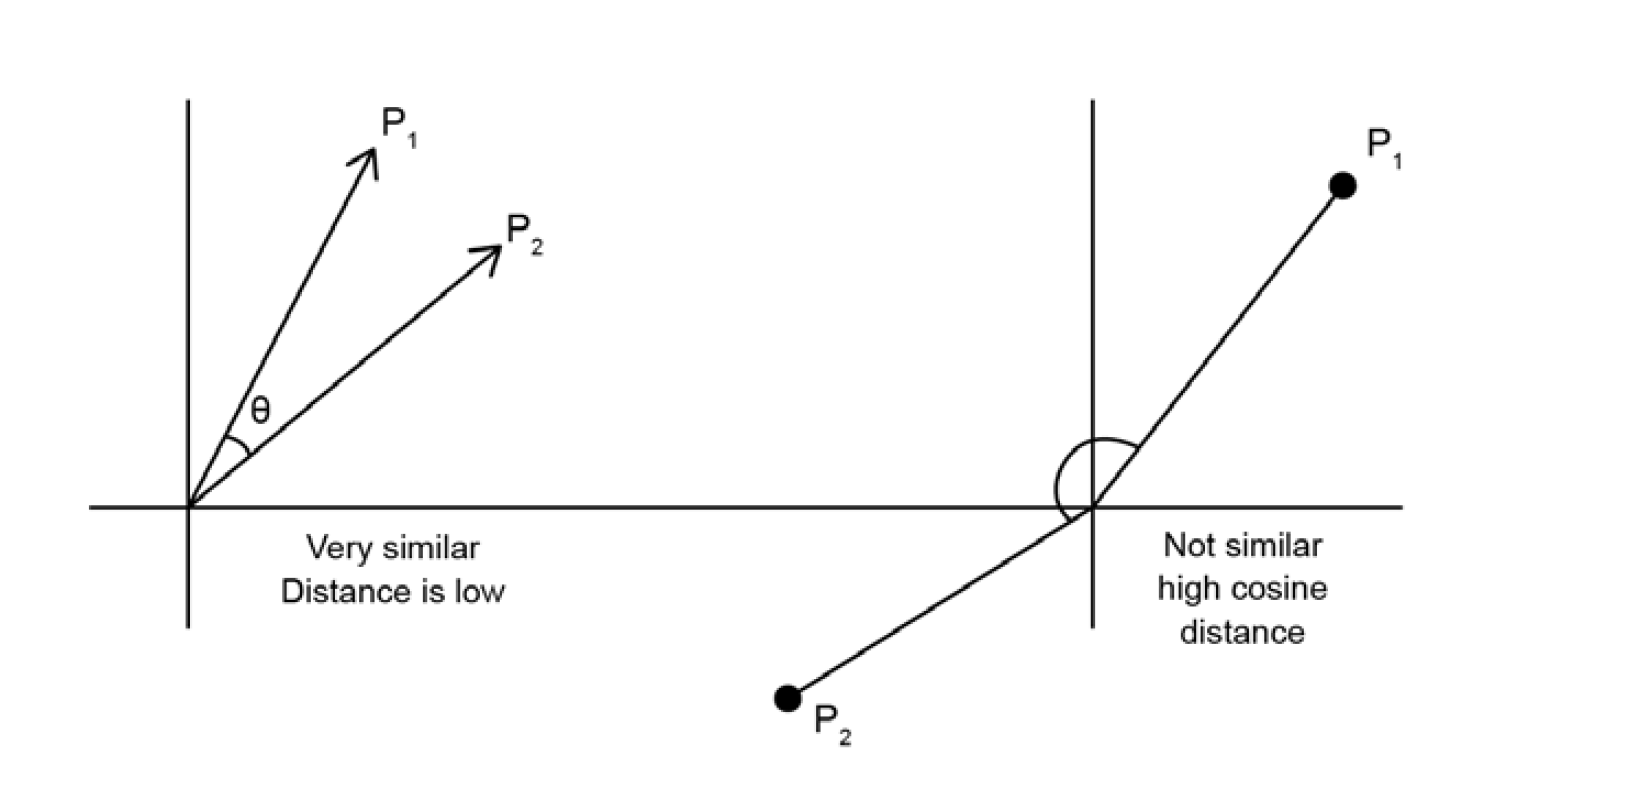 P₁
P₂
θ
Very similar
Distance is low
P₁
Not similar
high cosine
distance
P₂